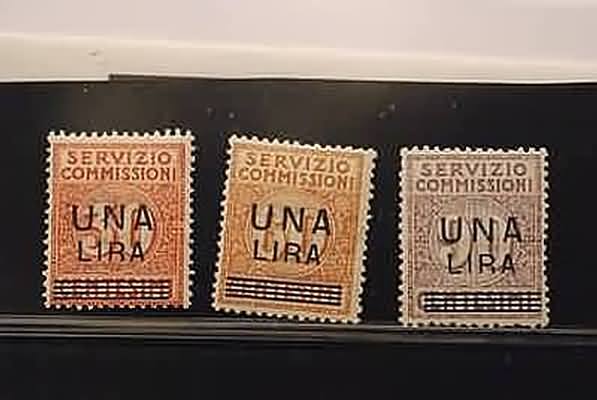 SERVIZIO
COMMISSIONI
UNA
LIRA
SERVIZIO
COMMISSIONI
UNA
LIRA
SERVIZIO
COMMISSIONI
UNA
LIRA